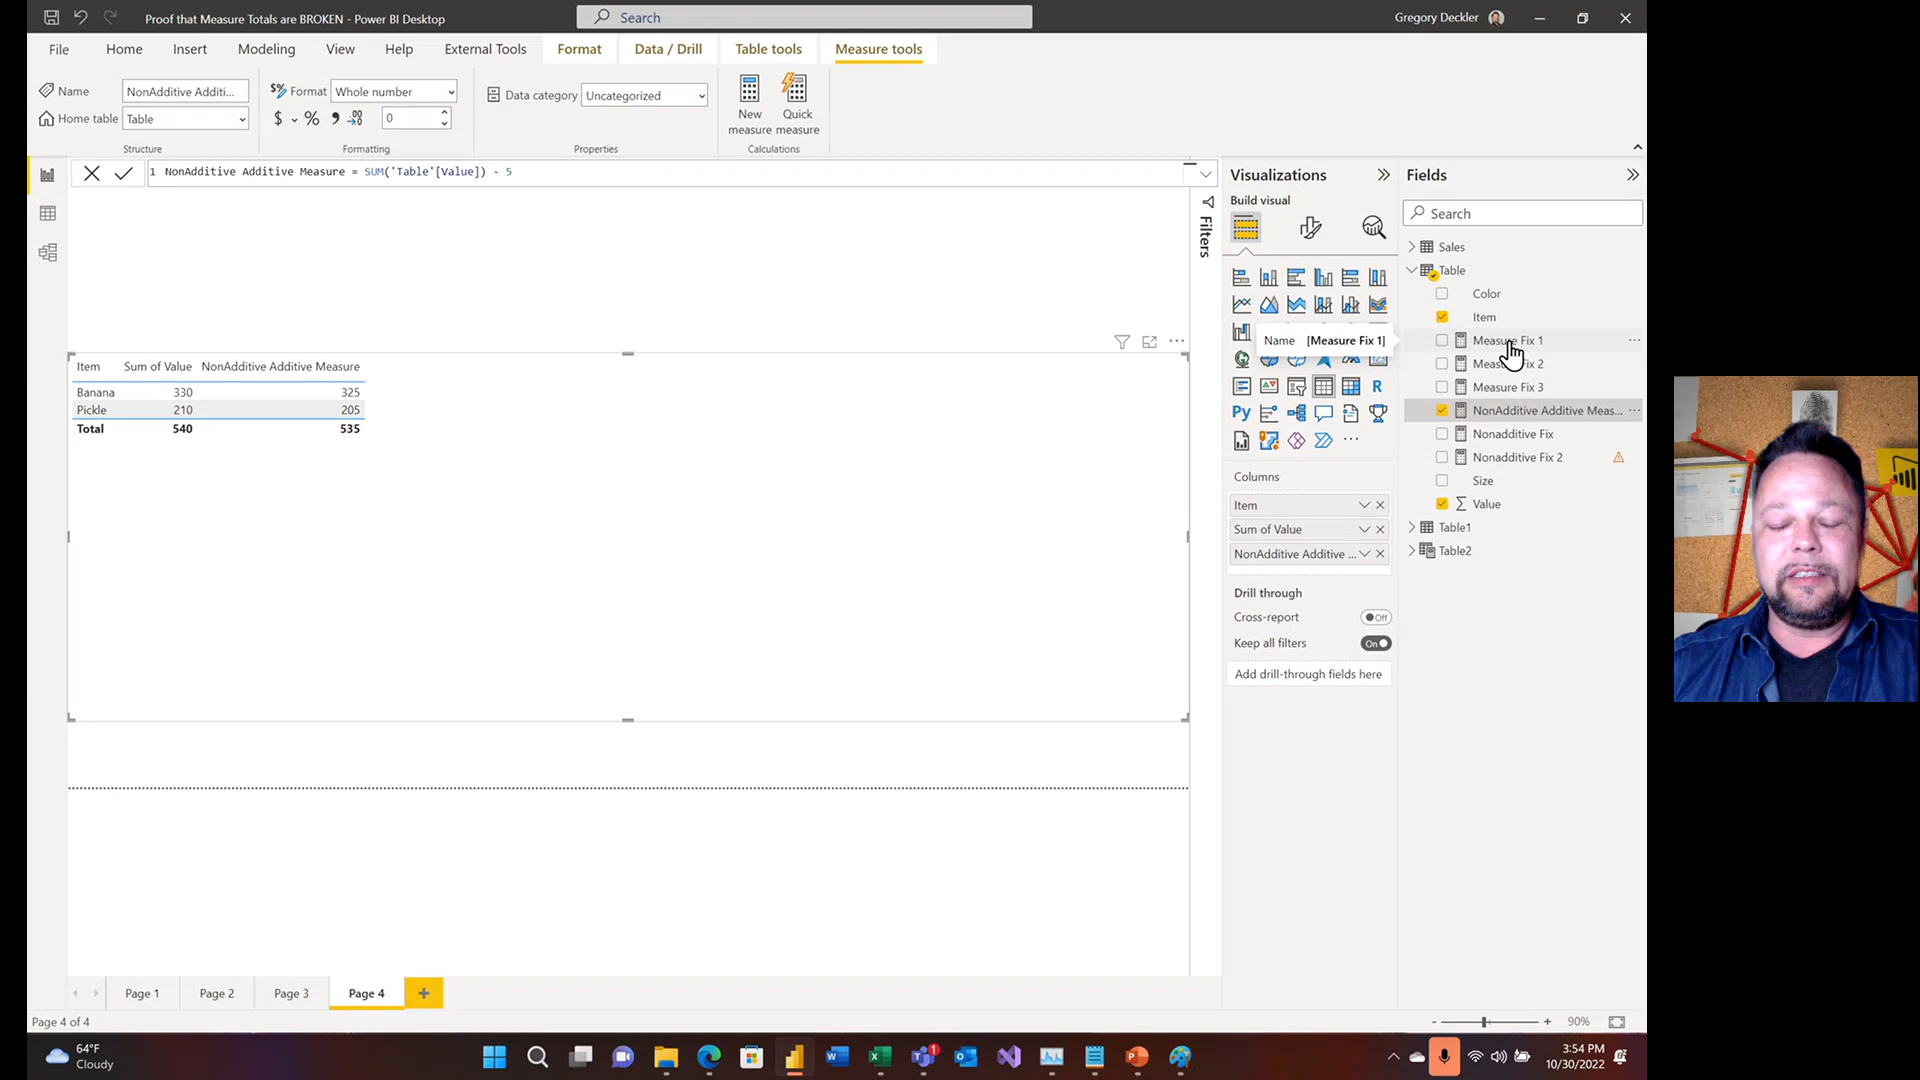 Proof that Measure Totals are BROKEN - Power BI Desktop
Search
Gregory Deckler
File
Home
Insert
Modeling
View
Help
External Tools
Format
Data / Drill
Table tools
Measure tools
Name
NonAdditive Additi...
Home table
Table
Structure
Format
Whole number
$
%
0
Formatting
Data category
Uncategorized
Properties
New measure
Quick measure
Calculations
1 NonAdditive Additive Measure = SUM('Table'[Value]) - 5
Item Sum of Value NonAdditive Additive Measure
Banana 330 325
Pickle 210 205
Total 540 535
Filters
Visualizations
Build visual
Name [Measure Fix 1]
R
Py
Columns
Item
Sum of Value
NonAdditive Additive ...
Drill through
Cross-report
Off
Keep all filters
On
Add drill-through fields here
Fields
Search
Sales
Table
Color
Item
Measure Fix 1
Measure Fix 2
Measure Fix 3
NonAdditive Additive Meas...
Nonadditive Fix
Nonadditive Fix 2
Size
Value
Table1
Table2
Page 1
Page 2
Page 3
Page 4
Page 4 of 4
- + 90%
64°F
Cloudy
3:54 PM
10/30/2022